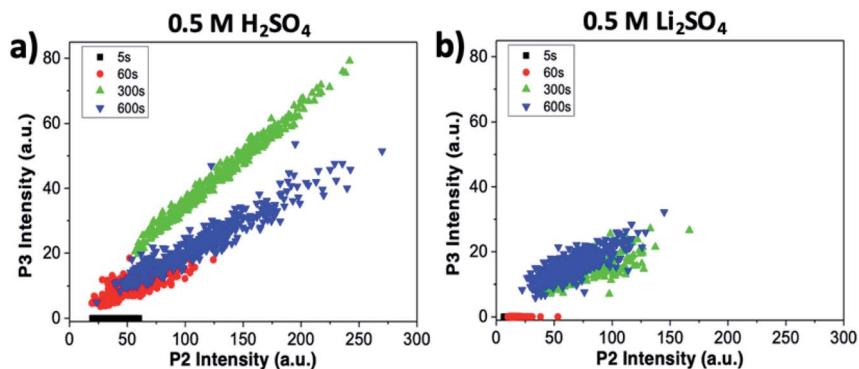 0.5 M H₂SO₄
a)
5s
60s
300s
600s
P3 Intensity (a.u.)
80
60
40
20
0
0 50 100 150 200 250 300
P2 Intensity (a.u.)
0.5 M Li₂SO₄
b)
5s
60s
300s
600s
P3 Intensity (a.u.)
80
60
40
20
0
0 50 100 150 200 250 300
P2 Intensity (a.u.)